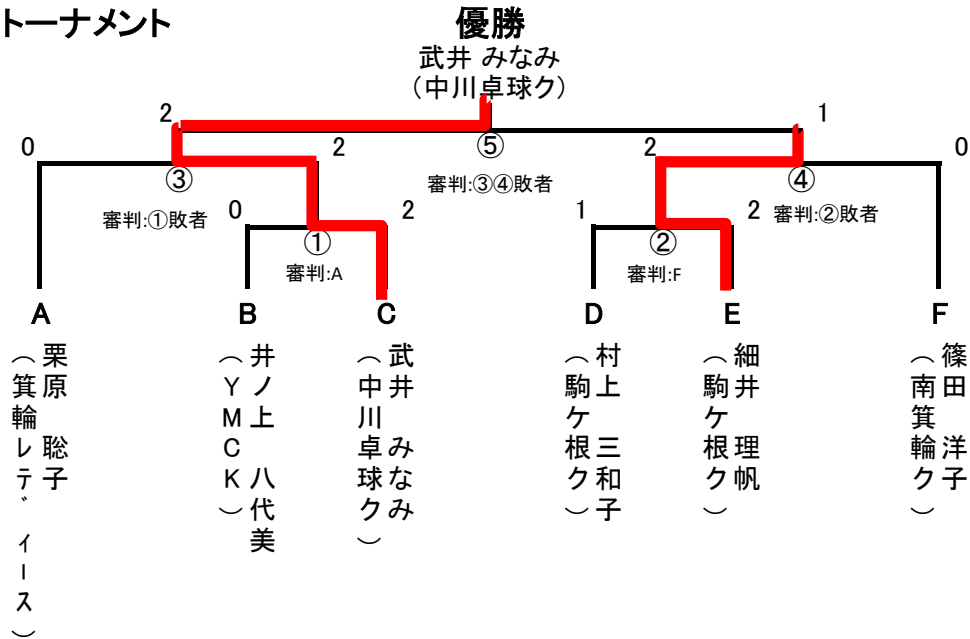 トーナメント
優勝
武井 みなみ
（中川卓球ク）
2
1
0
2
⑤
2
0
③
審判:③④敗者
④
審判:①敗者
0
2
1
2
審判:②敗者
①
②
審判:A
審判:F
A
B
C
D
E
F
栗原 聡子
（箕輪レディース）
井ノ上 八代美
（YMCK）
武井 みなみ
（中川卓球ク）
村上 三和子
（駒ケ根ク）
細井 理帆
（駒ケ根ク）
篠田 洋子
（南箕輪ク）